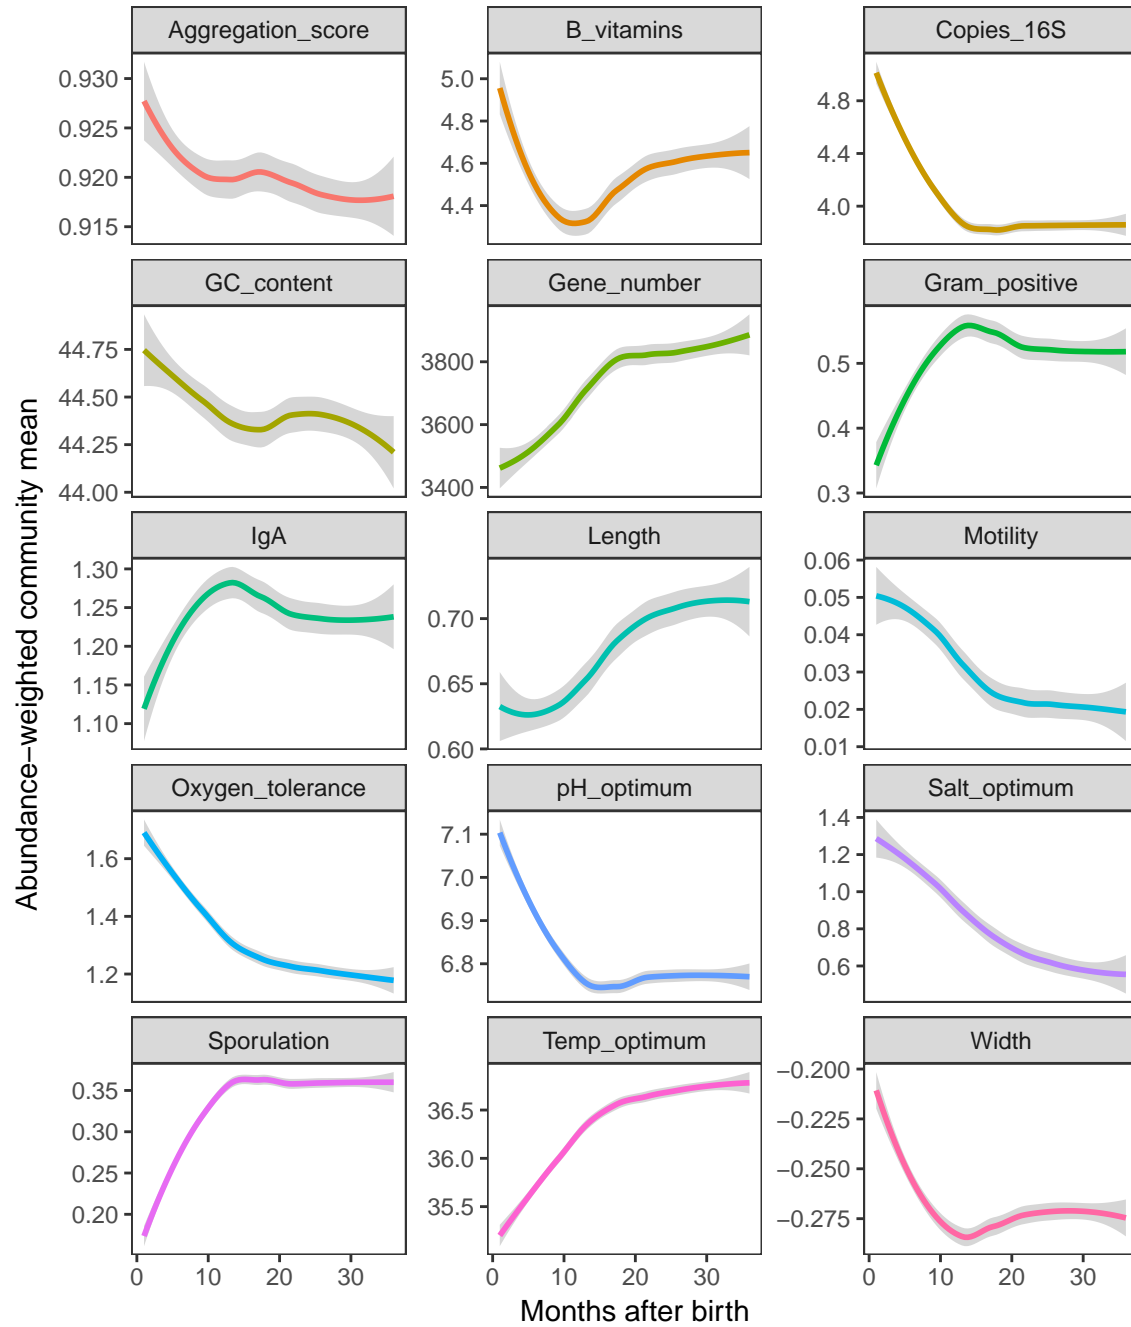 Aggregation_score
B_vitamins
Copies_16S
0.930
0.925
0.920
0.915
5.0
4.8
4.6
4.4
4.8
4.4
4.0
GC_content
Gene_number
Gram_positive
44.75
44.50
44.25
44.00
3800
3600
3400
0.5
0.4
0.3
IgA
Length
Motility
1.30
1.25
1.20
1.15
1.10
0.70
0.65
0.60
0.06
0.05
0.04
0.03
0.02
0.01
Oxygen_tolerance
pH_optimum
Salt_optimum
1.6
1.4
1.2
7.1
7.0
6.9
6.8
1.4
1.2
1.0
0.8
0.6
Sporulation
Temp_optimum
Width
0.35
0.30
0.25
0.20
36.5
36.0
35.5
−0.200
−0.225
−0.250
−0.275
0 10 20 30
0 10 20 30
0 10 20 30
Months after birth
Abundance−weighted community mean